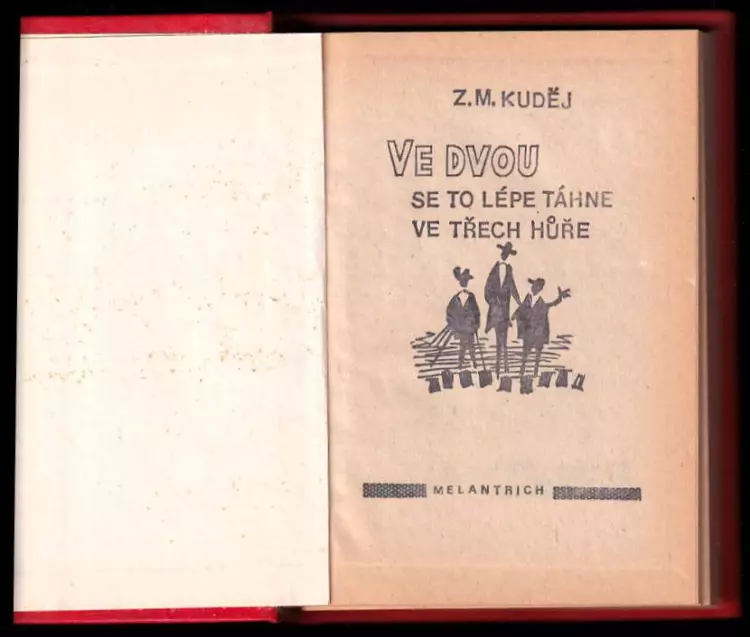 Z.M. KUDĚJ
VE DVOU
SE TO LÉPE TÁHNE
VE TŘECH HŮŘE
MELANTRICH